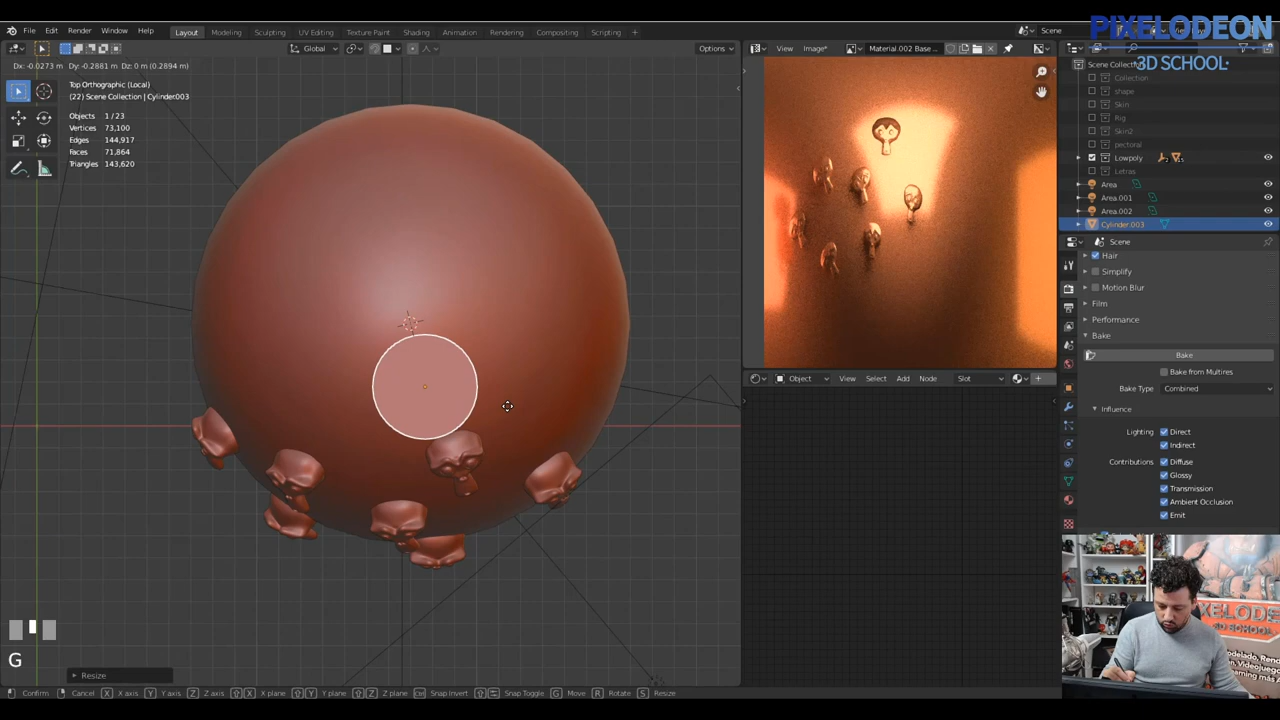 File Edit Render Window Help Layout Modeling Sculpting UV Editing Texture Paint Shading Animation Rendering Compositing Scripting + Scene
PIXELODEON
3D SCHOOL
Global Options
View Image* Material.002 Base ...
Dx: -0.0273 m Dy: -0.2881 m Dz: 0 m (0.2894 m)
Top Orthographic (Local)
(22) Scene Collection | Cylinder.003
Objects 1/23
Vertices 73,100
Edges 144,917
Faces 71,864
Triangles 143,620
Scene Collection
Collection
shape
Skin
Rig
Skin2
pectoral
Lowpoly
Letras
Area
Area.001
Area.002
Cylinder.003
Scene
Hair
Simplify
Motion Blur
Film
Performance
Bake
Bake
Bake from Multires
Bake Type Combined
Influence
Lighting Direct
Indirect
Contributions Diffuse
Glossy
Transmission
Ambient Occlusion
Emit
Object View Select Add Node Slot
G
Resize
Confirm Cancel X X axis Y Y axis Z Z axis X X plane Y Y plane Z Z plane Snap Invert Snap Toggle G Move R Rotate S Resize
PIXELODEON
3D SCHOOL